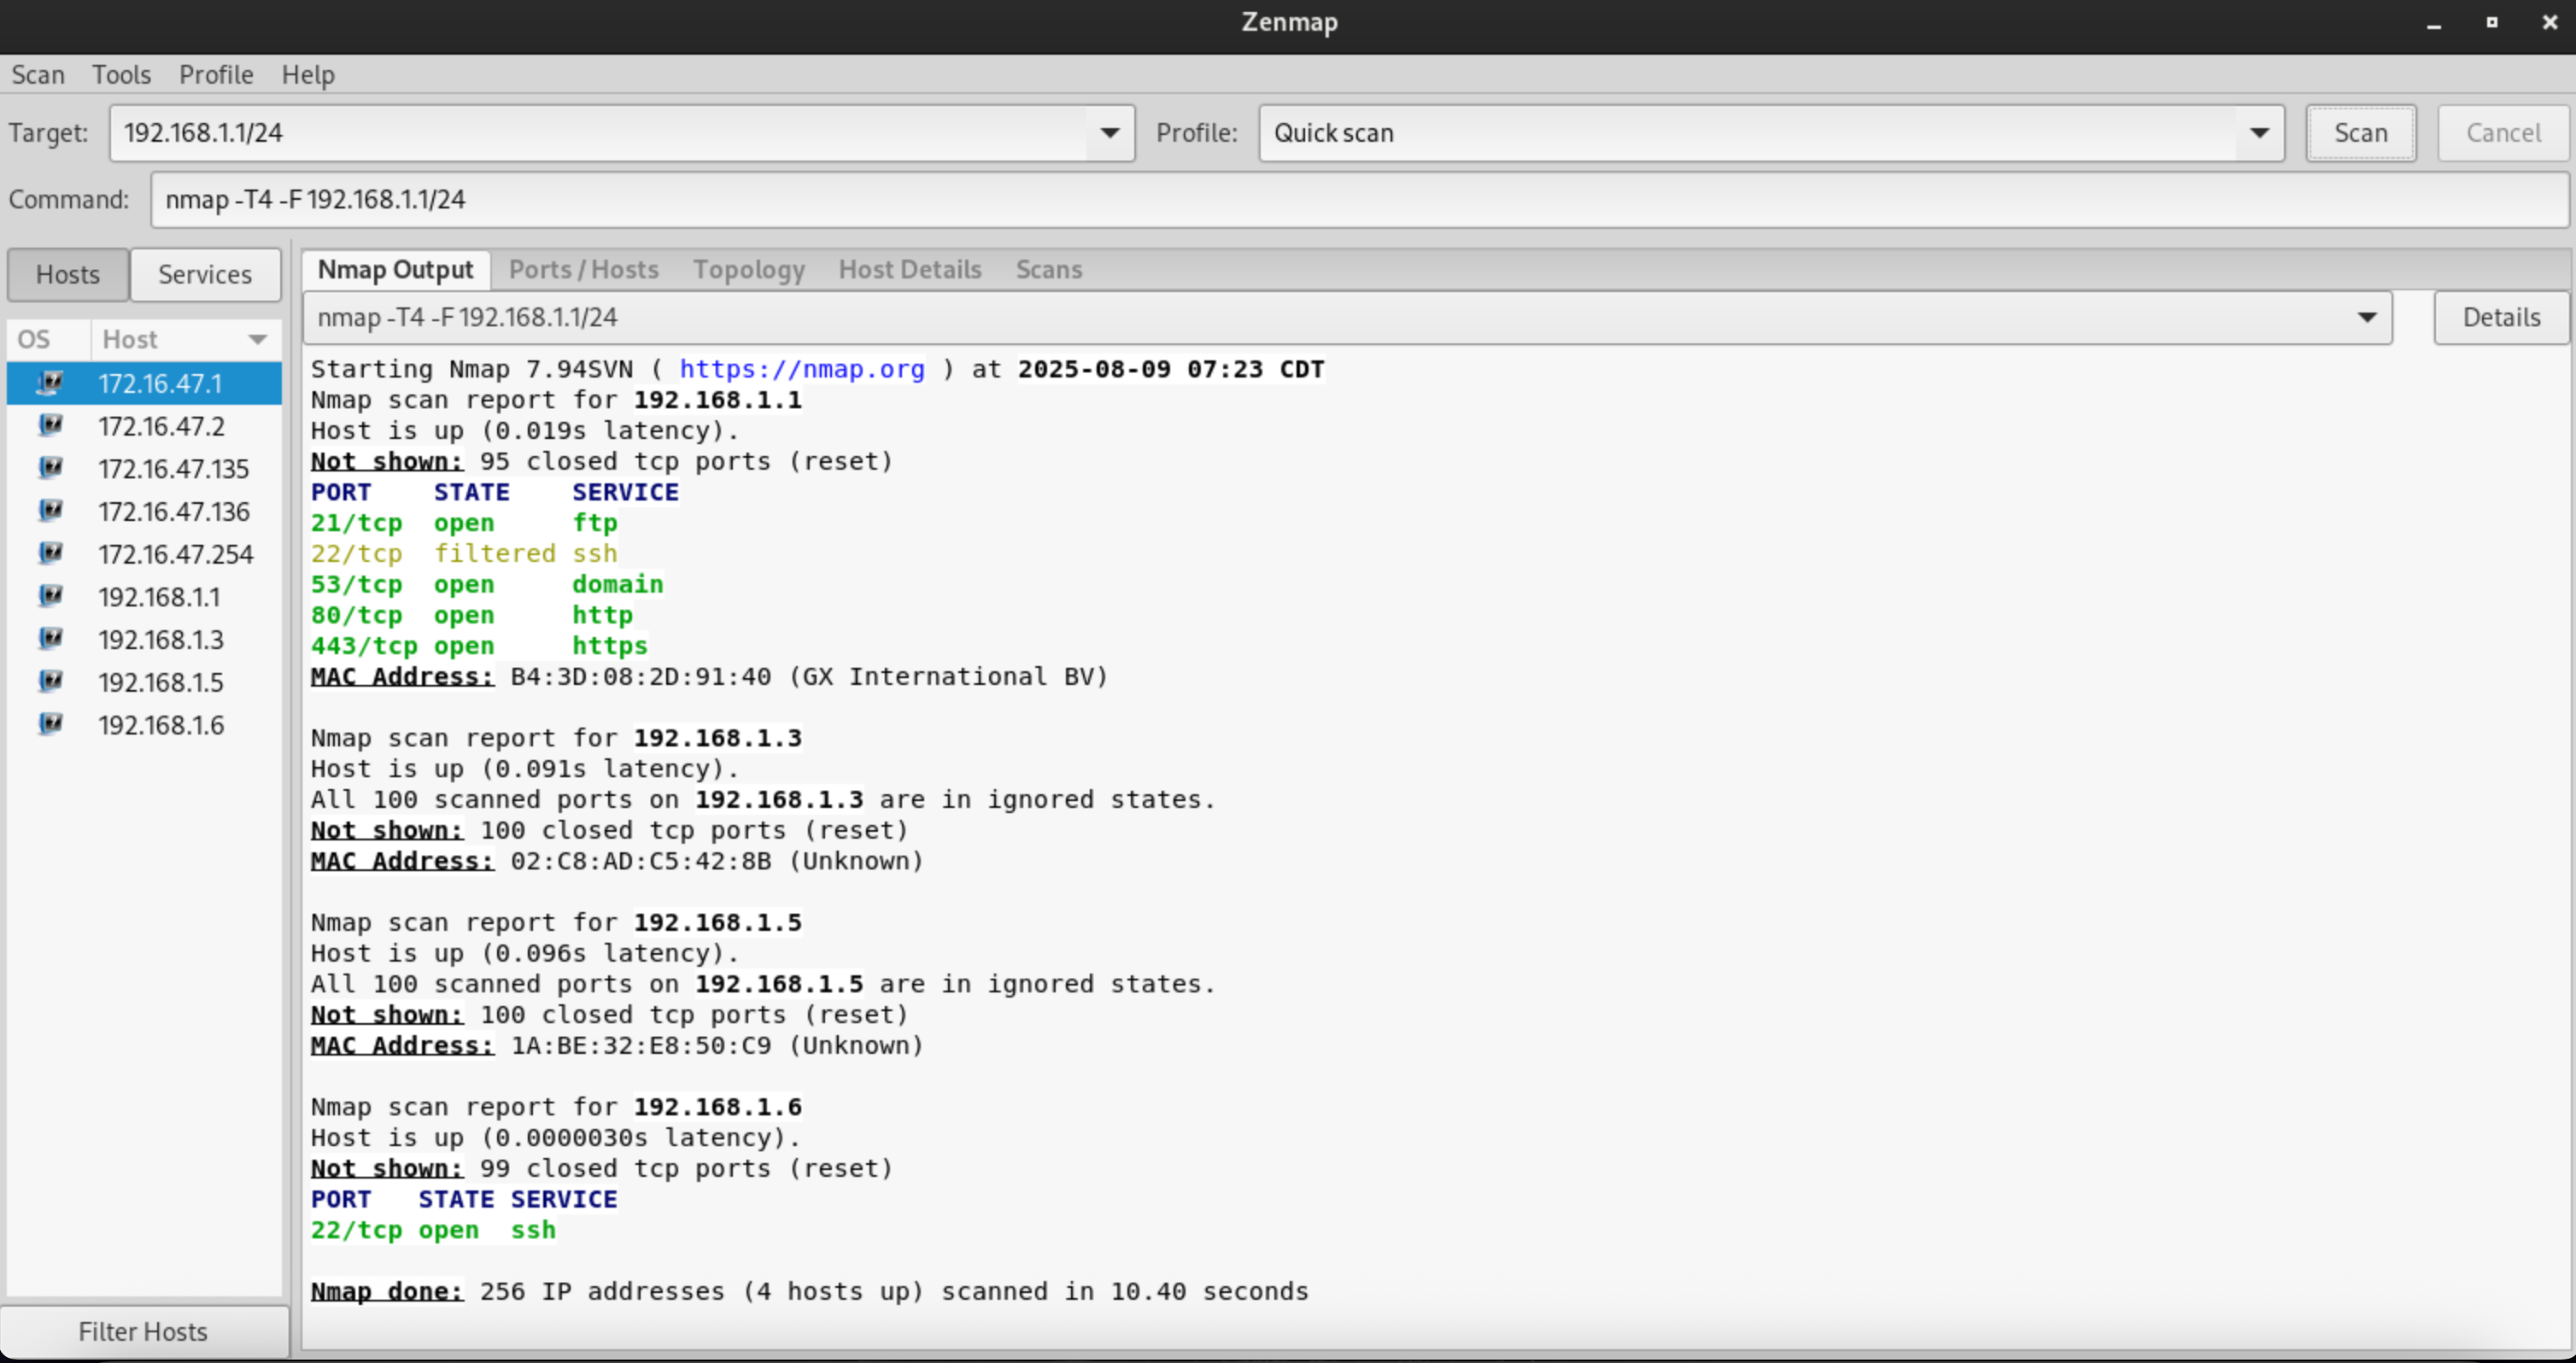 Zenmap
Scan Tools Profile Help
Target: 192.168.1.1/24 Profile: Quick scan Scan Cancel
Command: nmap -T4 -F 192.168.1.1/24
Hosts Services
OS Host
172.16.47.1
172.16.47.2
172.16.47.135
172.16.47.136
172.16.47.254
192.168.1.1
192.168.1.3
192.168.1.5
192.168.1.6
Filter Hosts
Nmap Output Ports / Hosts Topology Host Details Scans
nmap -T4 -F 192.168.1.1/24 Details
Starting Nmap 7.94SVN ( https://nmap.org ) at 2025-08-09 07:23 CDT
Nmap scan report for 192.168.1.1
Host is up (0.019s latency).
Not shown: 95 closed tcp ports (reset)
PORT STATE SERVICE
21/tcp open ftp
22/tcp filtered ssh
53/tcp open domain
80/tcp open http
443/tcp open https
MAC Address: B4:3D:08:2D:91:40 (GX International BV)
Nmap scan report for 192.168.1.3
Host is up (0.091s latency).
All 100 scanned ports on 192.168.1.3 are in ignored states.
Not shown: 100 closed tcp ports (reset)
MAC Address: 02:C8:AD:C5:42:8B (Unknown)
Nmap scan report for 192.168.1.5
Host is up (0.096s latency).
All 100 scanned ports on 192.168.1.5 are in ignored states.
Not shown: 100 closed tcp ports (reset)
MAC Address: 1A:BE:32:E8:50:C9 (Unknown)
Nmap scan report for 192.168.1.6
Host is up (0.0000030s latency).
Not shown: 99 closed tcp ports (reset)
PORT STATE SERVICE
22/tcp open ssh
Nmap done: 256 IP addresses (4 hosts up) scanned in 10.40 seconds